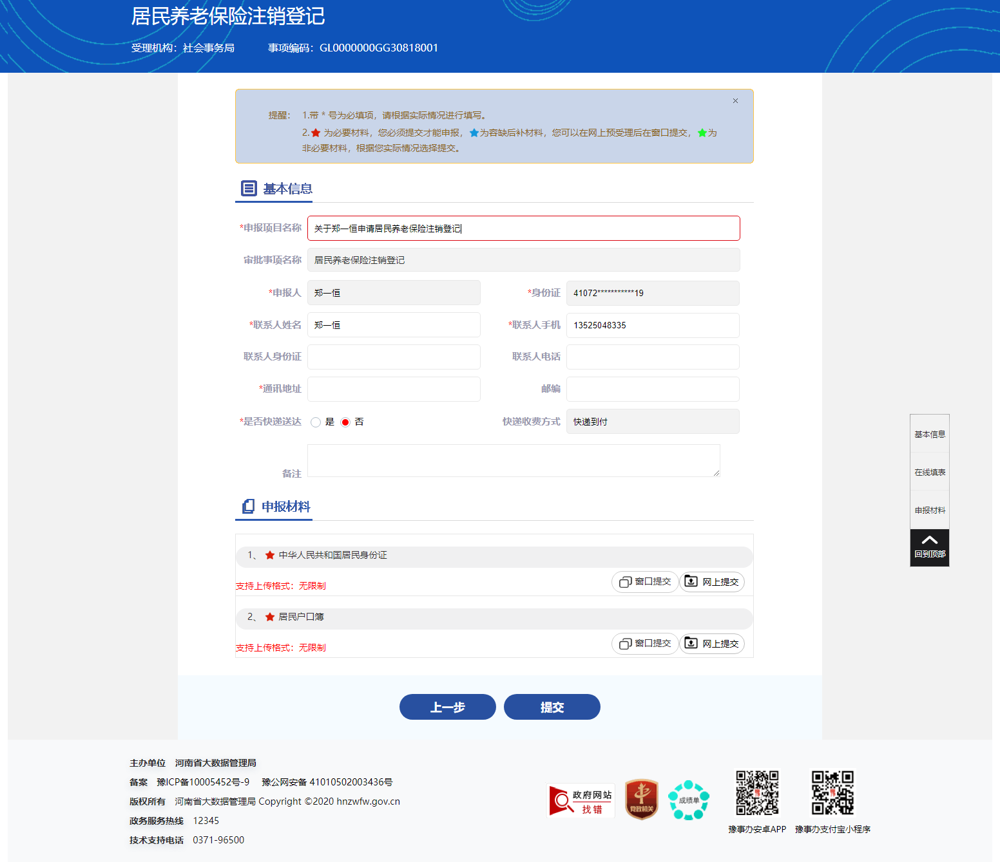 居民养老保险注销登记
受理机构：社会事务局 事项编码：GL0000000GG30818001
提醒： 1.带 * 号为必填项，请根据实际情况进行填写。
2. 为必要材料，您必须提交才能申报， 为容缺后补材料，您可以在网上预受理后在窗口提交， 为
非必要材料，根据您实际情况选择提交。
基本信息
*申报项目名称 关于郑一恒申请居民养老保险注销登记
审批事项名称 居民养老保险注销登记
*申报人 郑一恒 *身份证 41072***********19
*联系人姓名 郑一恒 *联系人手机 13525048335
联系人身份证 联系人电话
*通讯地址 邮编
*是否快递送达 是 否 快递收费方式 快递到付
备注
申报材料
1、 中华人民共和国居民身份证
支持上传格式：无限制 窗口提交 网上提交
2、 居民户口簿
支持上传格式：无限制 窗口提交 网上提交
上一步 提交
基本信息
在线填表
申报材料
回到顶部
主办单位 河南省大数据管理局
备案 豫ICP备10005452号-9 豫公网安备 41010502003436号
版权所有 河南省大数据管理局 Copyright ©2020 hnzwfw.gov.cn
政务服务热线 12345
技术支持电话 0371-96500
政府网站
找错
党政机关
成绩单
豫事办安卓APP 豫事办支付宝小程序